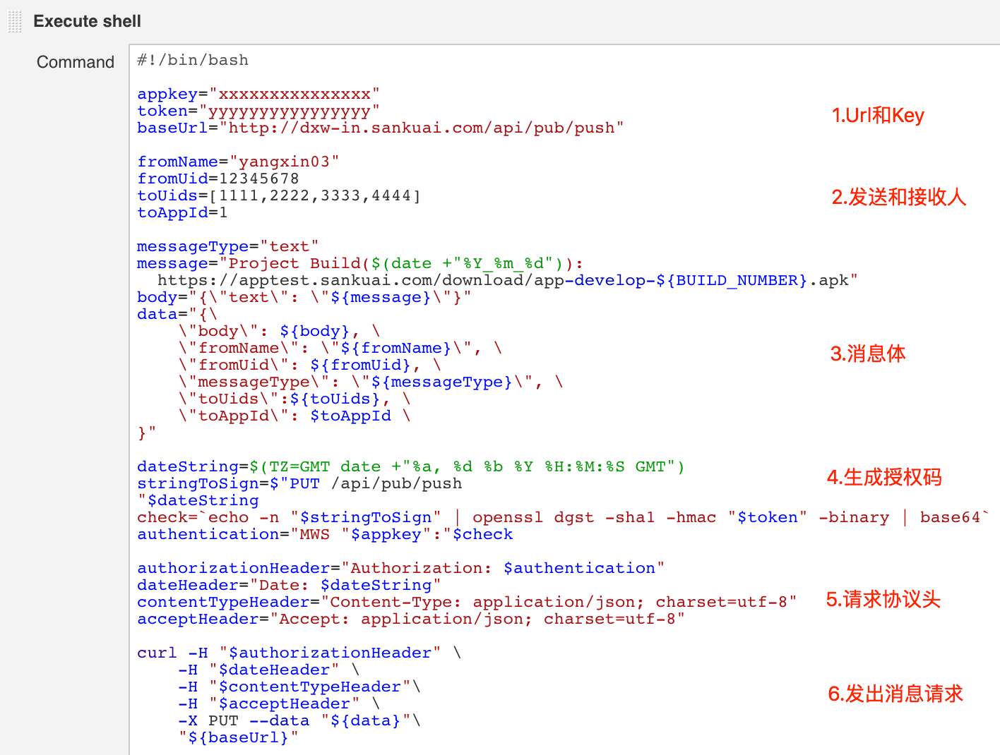 Execute shell
Command
#!/bin/bash
appkey="xxxxxxxxxxxxxxx"
token="yyyyyyyyyyyyyyyy"
1.Url和Key
baseUrl="http://dxw-in.sankuai.com/api/pub/push"
fromName="yangxin03"
fromUid=12345678
toUids=[1111,2222,3333,4444]
2.发送和接收人
toAppId=1
messageType="text"
message="Project Build($(date +"%Y_%m_%d")):
https://apptest.sankuai.com/download/app-develop-${BUILD_NUMBER}.apk"
body="{\"text\": \"${message}\"}"
data="{\
\"body\": ${body}, \
\"fromName\": \"${fromName}\", \
3.消息体
\"fromUid\": ${fromUid}, \
\"messageType\": \"${messageType}\", \
\"toUids\":${toUids}, \
\"toAppId\": $toAppId \
}"
dateString=$(TZ=GMT date +"%a, %d %b %Y %H:%M:%S GMT")
4.生成授权码
stringToSign=$"PUT /api/pub/push
"$dateString
check=`echo -n "$stringToSign" | openssl dgst -sha1 -hmac "$token" -binary | base64`
authentication="MWS "$appkey":"$check
authorizationHeader="Authorization: $authentication"
dateHeader="Date: $dateString"
contentTypeHeader="Content-Type: application/json; charset=utf-8"
5.请求协议头
acceptHeader="Accept: application/json; charset=utf-8"
curl -H "$authorizationHeader" \
-H "$dateHeader" \
-H "$contentTypeHeader"\
6.发出消息请求
-H "$acceptHeader" \
-X PUT --data "${data}"\
"${baseUrl}"